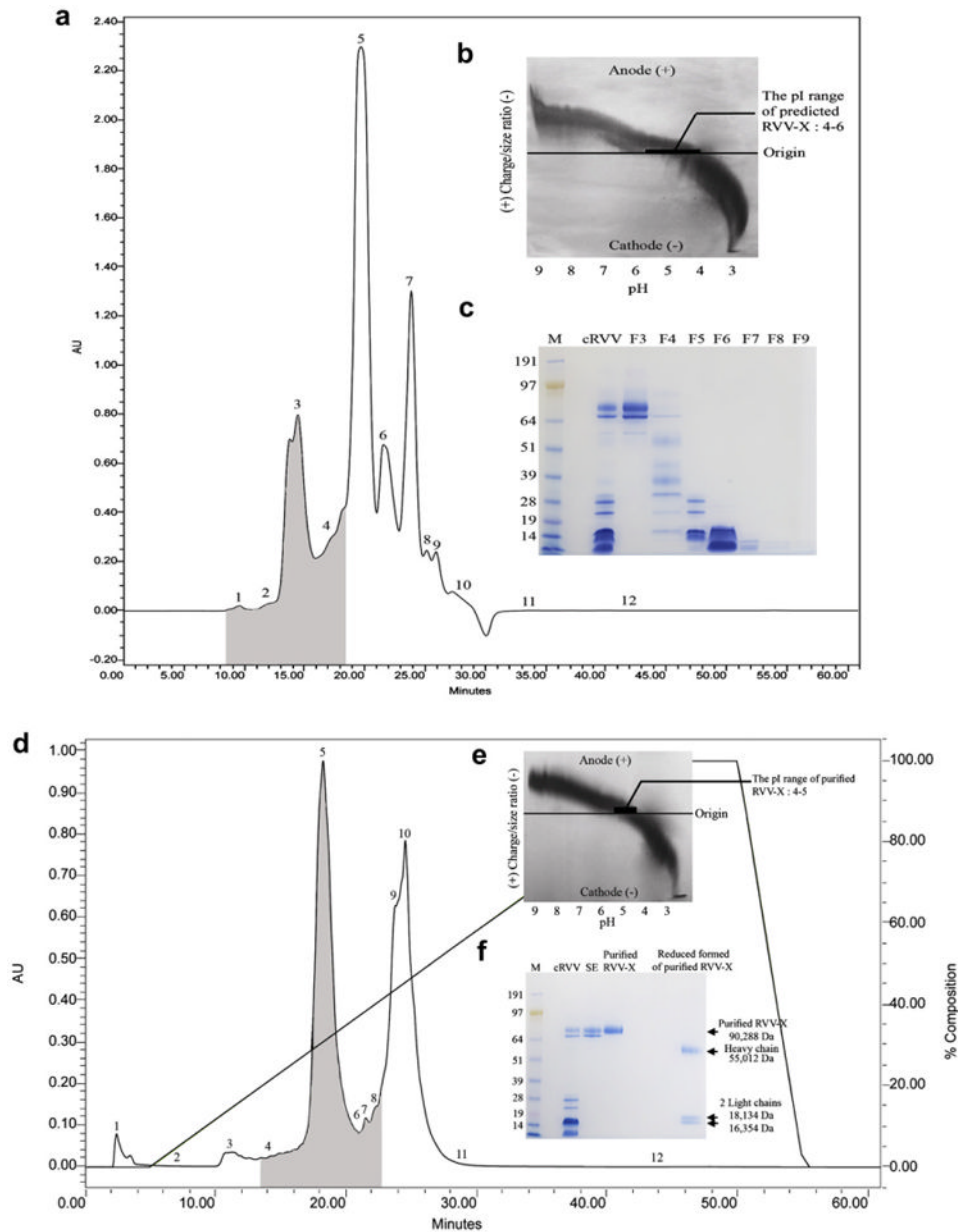 a
AU
2.40
2.20
2.00
1.80
1.60
1.40
1.20
1.00
0.80
0.60
0.40
0.20
0.00
-0.20
1
2
3
4
5
6
7
8
9
10
11
12
0.00 5.00 10.00 15.00 20.00 25.00 30.00 35.00 40.00 45.00 50.00 55.00 60.00
Minutes
b
Anode (+)
(+) Charge/size ratio (-)
The pI range
of predicted
RVV-X : 4-6
Origin
Cathode (-)
9 8 7 6 5 4 3
pH
c
M cRVV F3 F4 F5 F6 F7 F8 F9
191
97
64
51
39
28
19
14
d
AU
1.00
0.90
0.80
0.70
0.60
0.50
0.40
0.30
0.20
0.10
0.00
1
2
3
4
5
6
7
8
9
10
11
12
0.00 10.00 20.00 30.00 40.00 50.00 60.00
Minutes
100.00
80.00
60.00
40.00
20.00
0.00
% Composition
e
Anode (+)
(+) Charge/size ratio (-)
The pI range of purified
RVV-X : 4-5
Origin
Cathode (-)
9 8 7 6 5 4 3
pH
f
M cRVV SE Purified
RVV-X
Reduced formed
of purified RVV-X
191
97
64
51
39
28
19
14
Purified RVV-X
90,288 Da
Heavy chain
55,012 Da
2 Light chains
18,134 Da
16,354 Da